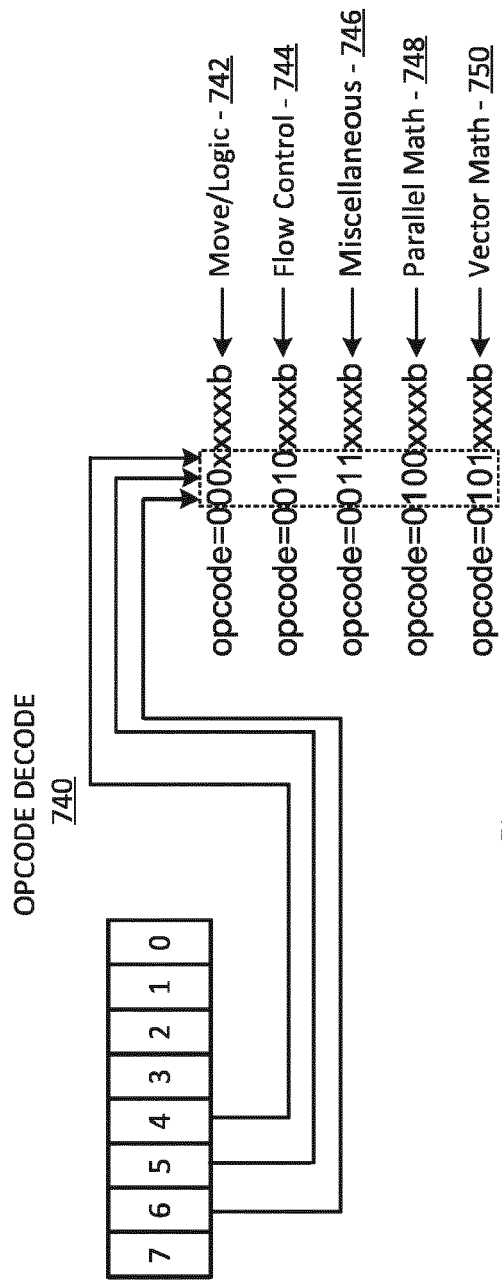 OPCODE DECODE
740
7 6 5 4 3 2 1 0
opcode=000xxxxxb Move/Logic - 742
opcode=0010xxxxb Flow Control - 744
opcode=0011xxxxb Miscellaneous - 746
opcode=0100xxxxb Parallel Math - 748
opcode=0101xxxxb Vector Math - 750